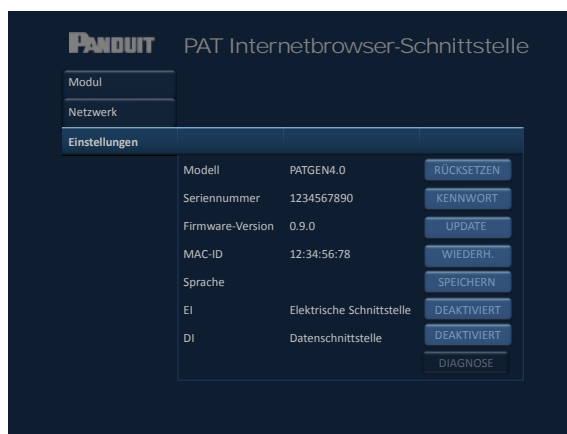 PANDUIT PAT Internetbrowser-Schnittstelle
Modul
Netzwerk
Einstellungen
Modell PATGEN4.0 RÜCKSETZEN
Seriennummer 1234567890 KENNWORT
Firmware-Version 0.9.0 UPDATE
MAC-ID 12:34:56:78 WIEDERH.
Sprache SPEICHERN
EI Elektrische Schnittstelle DEAKTIVIERT
DI Datenschnittstelle DEAKTIVIERT
DIAGNOSE